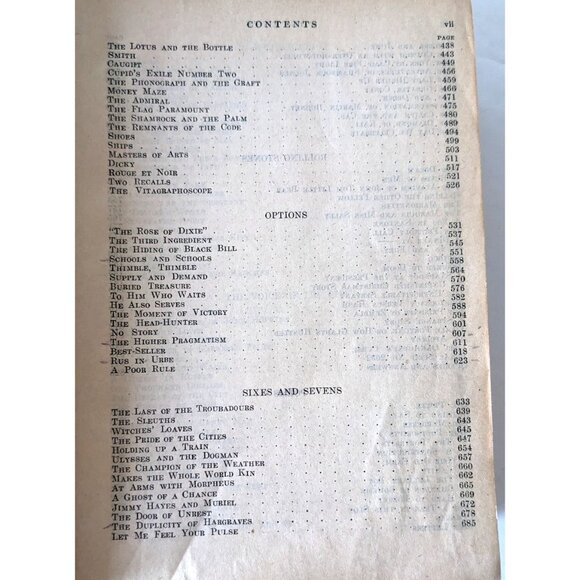 CONTENTS vii
PAGE
THE LOTUS AND THE BOTTLE 438
SMITH 443
CAUGHT 449
CUPID'S EXILE NUMBER TWO 456
THE PHONOGRAPH AND THE GRAFT 459
MONEY MAZE 466
THE ADMIRAL 471
THE FLAG PARAMOUNT 475
THE SHAMROCK AND THE PALM 480
THE REMNANTS OF THE CODE 489
SHOES 494
SHIPS 499
MASTERS OF ARTS 503
DICKY 511
ROUGE ET NOIR 517
TWO RECALLS 521
THE VITAGRAPHOSCOPE 526
OPTIONS
"THE ROSE OF DIXIE" 531
THE THIRD INGREDIENT 537
THE HIDING OF BLACK BILL 545
SCHOOLS AND SCHOOLS 551
THIMBLE, THIMBLE 558
SUPPLY AND DEMAND 564
BURIED TREASURE 570
TO HIM WHO WAITS 576
HE ALSO SERVES 582
THE MOMENT OF VICTORY 588
THE HEAD-HUNTER 594
NO STORY 601
THE HIGHER PRAGMATISM 607
BEST-SELLER 611
RUS IN URBE 618
A POOR RULE 623
SIXES AND SEVENS
THE LAST OF THE TROUBADOURS 633
THE SLEUTHS 639
WITCHES' LOAVES 643
THE PRIDE OF THE CITIES 645
HOLDING UP A TRAIN 647
ULYSSES AND THE DOGMAN 654
THE CHAMPION OF THE WEATHER 657
MAKES THE WHOLE WORLD KIN 660
AT ARMS WITH MORPHEUS 662
A GHOST OF A CHANCE 665
JIMMY HAYES AND MURIEL 669
THE DOOR OF UNREST 672
THE DUPLICITY OF HARGRAVES 678
LET ME FEEL YOUR PULSE 685